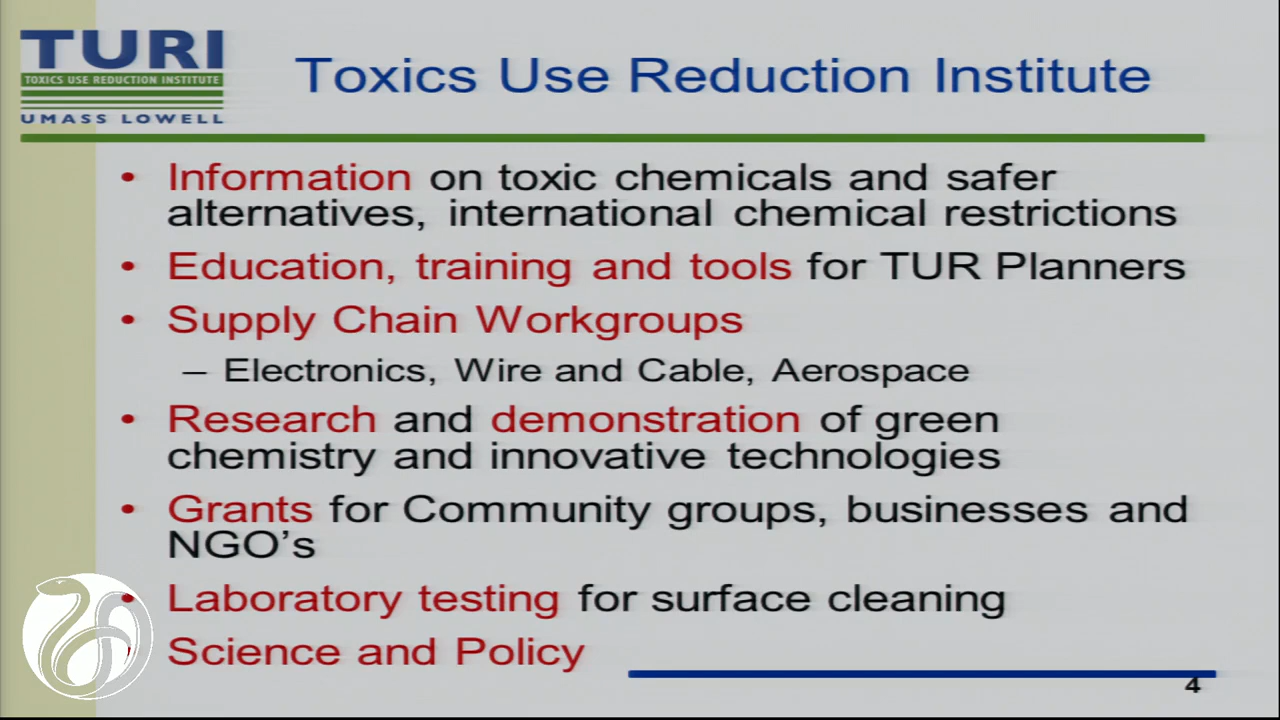 TURI
TOXICS USE REDUCTION INSTITUTE
UMASS LOWELL
Toxics Use Reduction Institute
• Information on toxic chemicals and safer
alternatives, international chemical restrictions
• Education, training and tools for TUR Planners
• Supply Chain Workgroups
– Electronics, Wire and Cable, Aerospace
• Research and demonstration of green
chemistry and innovative technologies
• Grants for Community groups, businesses and
NGO’s
• Laboratory testing for surface cleaning
• Science and Policy
4